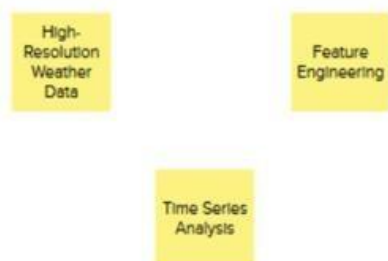 High-
Resolution
Weather
Data
Feature
Engineering
Time Series
Analysis